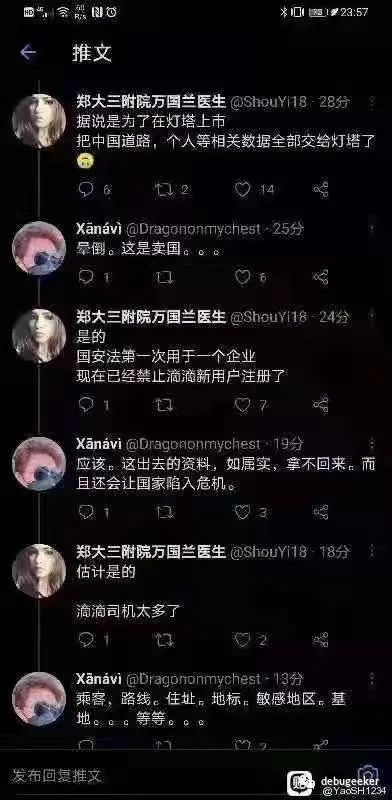 HD 4G 60 B/s 23:57
推文
郑大三附院万国兰医生 @ShouYi18 · 28分
据说是为了在灯塔上市
把中国道路，个人等相关数据全部交给灯塔了
6 2 14
Xānávì @Dragononmychest · 25分
晕倒。这是卖国。。。
1 6
郑大三附院万国兰医生 @ShouYi18 · 24分
是的
国安法第一次用于一个企业
现在已经禁止滴滴新用户注册了
1 7
Xānávì @Dragononmychest · 19分
应该。这出去的资料，如属实，拿不回来。而
且还会让国家陷入危机。
1 3
郑大三附院万国兰医生 @ShouYi18 · 18分
估计是的
滴滴司机太多了
1 2
Xānávì @Dragononmychest · 13分
乘客，路线。住址。地标。敏感地区。基
地。。。等等。。。
1 2
发布回复推文
debugeeker
@YaoSH1234